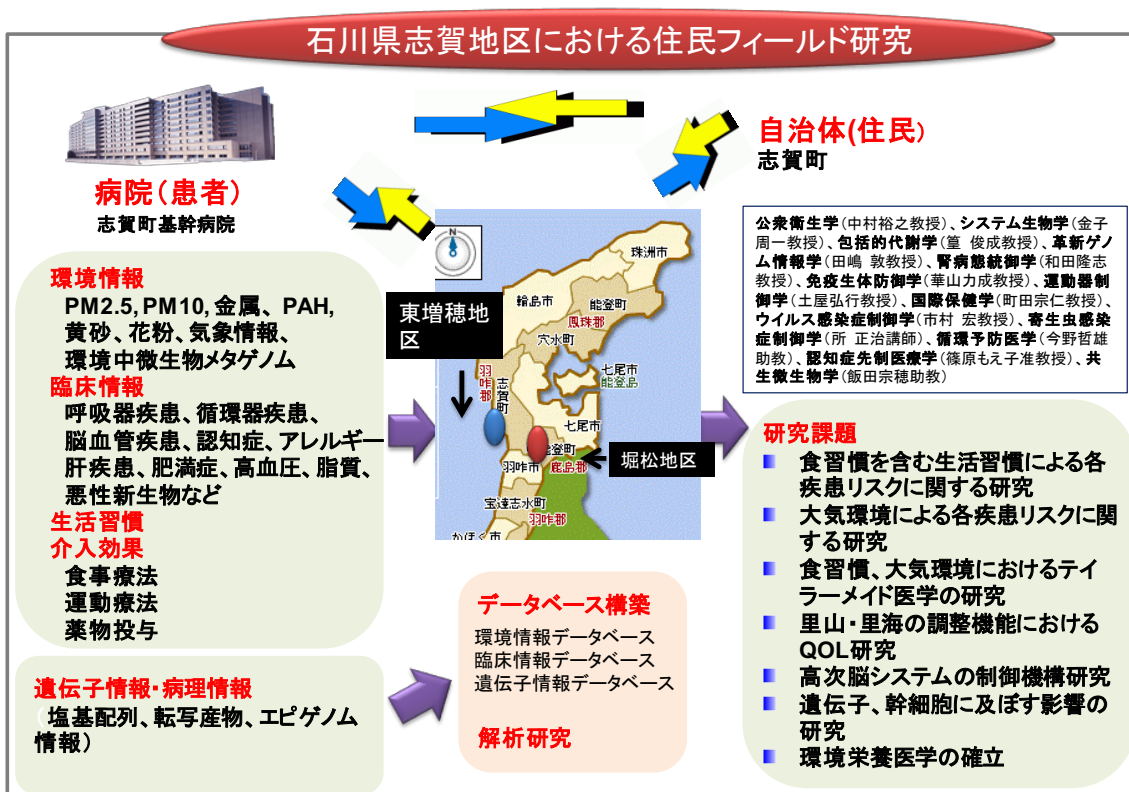 石川県志賀地区における住民フィールド研究
病院（患者）
志賀町基幹病院
自治体(住民）
志賀町
環境情報
PM2.5, PM10, 金属、 PAH,
黄砂、花粉、気象情報、
環境中微生物メタゲノム
臨床情報
呼吸器疾患、循環器疾患、
脳血管疾患、認知症、アレルギー
肝疾患、肥満症、高血圧、脂質、
悪性新生物など
生活習慣
介入効果
食事療法
運動療法
薬物投与
遺伝子情報・病理情報
（塩基配列、転写産物、エピゲノム
情報）
N
珠洲市
輪島市
能登町
鳳珠郡
穴水町
東増穂地
区
羽咋郡
志賀町
七尾市
能登島
七尾市
能登町
堀松地区
鹿島郡
羽咋市
宝達志水町
羽咋郡
かほく市
データベース構築
環境情報データベース
臨床情報データベース
遺伝子情報データベース
解析研究
公衆衛生学(中村裕之教授)、システム生物学(金子
周一教授)、包括的代謝学(篁 俊成教授)、革新ゲノ
ム情報学(田嶋 敦教授)、腎病態統御学(和田隆志
教授)、免疫生体防御学(華山力成教授)、運動器制
御学(土屋弘行教授)、国際保健学(町田宗仁教授)、
ウイルス感染症制御学(市村 宏教授)、寄生虫感染
症制御学(所 正治講師)、循環予防医学(今野哲雄
助教)、認知症先制医療学(篠原もえ子准教授)、共
生微生物学(飯田宗穂助教)
研究課題
食習慣を含む生活習慣による各
疾患リスクに関する研究
大気環境による各疾患リスクに関
する研究
食習慣、大気環境におけるテイ
ラーメイド医学の研究
里山・里海の調整機能における
QOL研究
高次脳システムの制御機構研究
遺伝子、幹細胞に及ぼす影響の
研究
環境栄養医学の確立